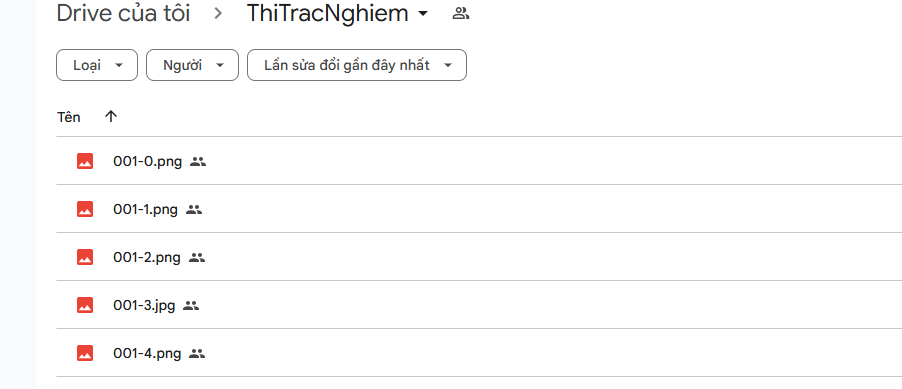 Drive của tôi > ThiTracNghiem
Loại Người Lần sửa đổi gần đây nhất
Tên
001-0.png
001-1.png
001-2.png
001-3.jpg
001-4.png